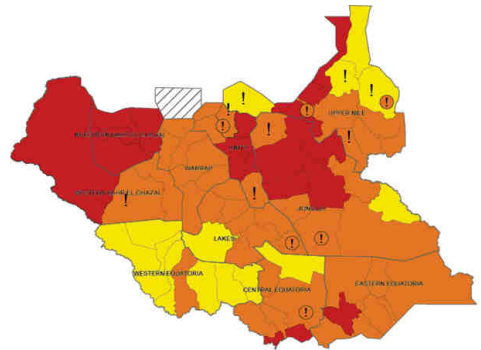 !
!
UPPER NILE
!
!
!
!
!
!
NORTHERN BAHR EL GHAZAL
UNITY
!
WARRAP
WESTERN BAHR EL GHAZAL
!
!
JONGLEI
LAKES
!
!
WESTERN EQUATORIA
CENTRAL EQUATORIA
EASTERN EQUATORIA
!